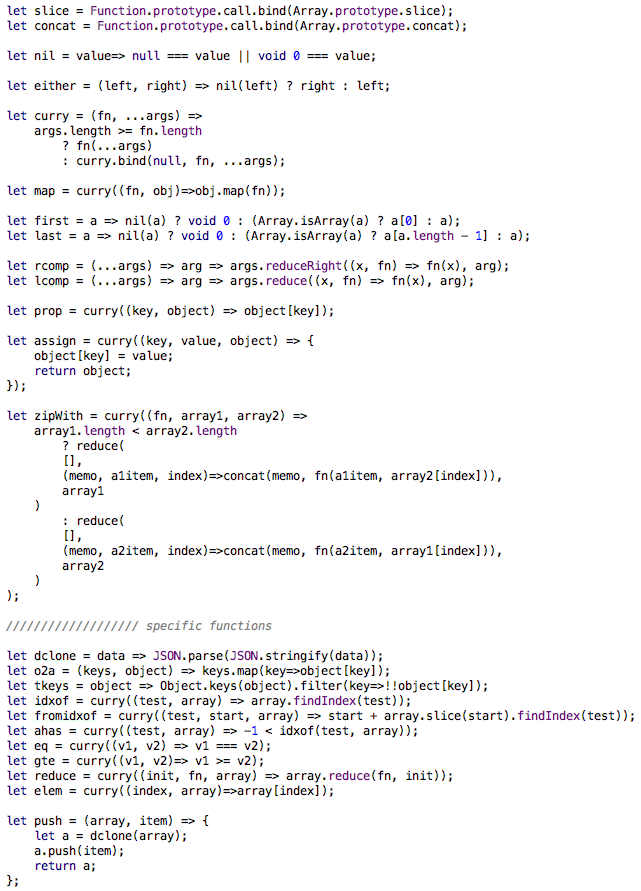 let slice = Function.prototype.call.bind(Array.prototype.slice);
let concat = Function.prototype.call.bind(Array.prototype.concat);

let nil = value=> null === value || void 0 === value;

let either = (left, right) => nil(left) ? right : left;

let curry = (fn, ...args) =>
    args.length >= fn.length
        ? fn(...args)
        : curry.bind(null, fn, ...args);

let map = curry((fn, obj)=>obj.map(fn));

let first = a => nil(a) ? void 0 : (Array.isArray(a) ? a[0] : a);
let last = a => nil(a) ? void 0 : (Array.isArray(a) ? a[a.length - 1] : a);

let rcomp = (...args) => arg => args.reduceRight((x, fn) => fn(x), arg);
let lcomp = (...args) => arg => args.reduce((x, fn) => fn(x), arg);

let prop = curry((key, object) => object[key]);

let assign = curry((key, value, object) => {
    object[key] = value;
    return object;
});

let zipWith = curry((fn, array1, array2) =>
    array1.length < array2.length
        ? reduce(
        [],
        (memo, a1item, index)=>concat(memo, fn(a1item, array2[index])),
        array1
    )
        : reduce(
        [],
        (memo, a2item, index)=>concat(memo, fn(a2item, array1[index])),
        array2
    )
);

/////////////////// specific functions

let dclone = data => JSON.parse(JSON.stringify(data));
let o2a = (keys, object) => keys.map(key=>object[key]);
let tkeys = object => Object.keys(object).filter(key=>!!object[key]);
let idxof = curry((test, array) => array.findIndex(test));
let fromidxof = curry((test, start, array) => start + array.slice(start).findIndex(test));
let ahas = curry((test, array) => -1 < idxof(test, array));
let eq = curry((v1, v2) => v1 === v2);
let gte = curry((v1, v2)=> v1 >= v2);
let reduce = curry((init, fn, array) => array.reduce(fn, init));
let elem = curry((index, array)=>array[index]);

let push = (array, item) => {
    let a = dclone(array);
    a.push(item);
    return a;
};